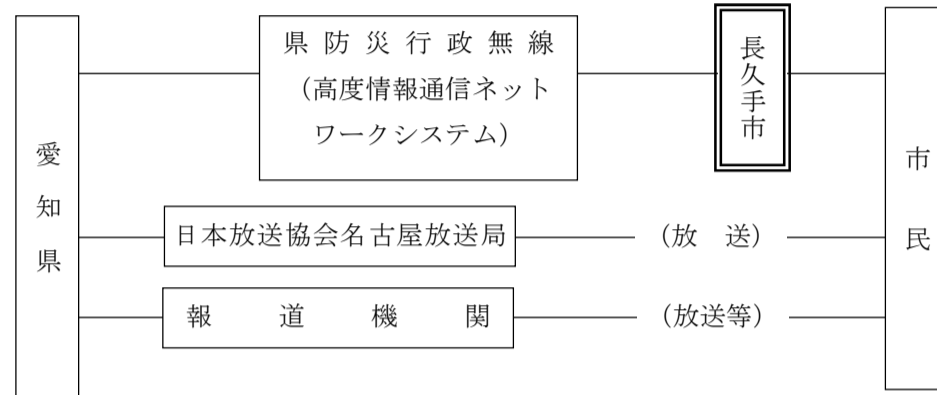 愛知県
県防災行政無線
（高度情報通信ネット
ワークシステム）
長久手市
市民
日本放送協会名古屋放送局
（放　送）
報道機関
（放送等）